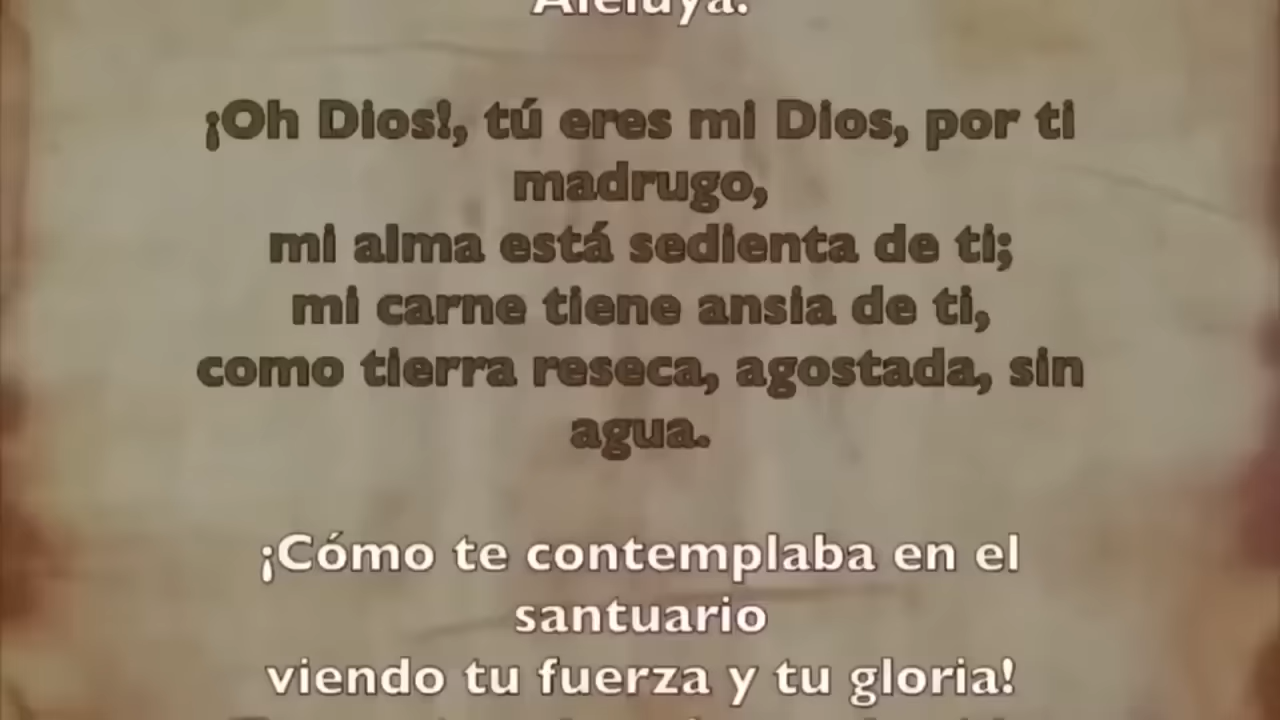 Aleluya.
¡Oh Dios!, tú eres mi Dios, por ti
madrugo,
mi alma está sedienta de ti;
mi carne tiene ansia de ti,
como tierra reseca, agostada, sin
agua.
¡Cómo te contemplaba en el
santuario
viendo tu fuerza y tu gloria!